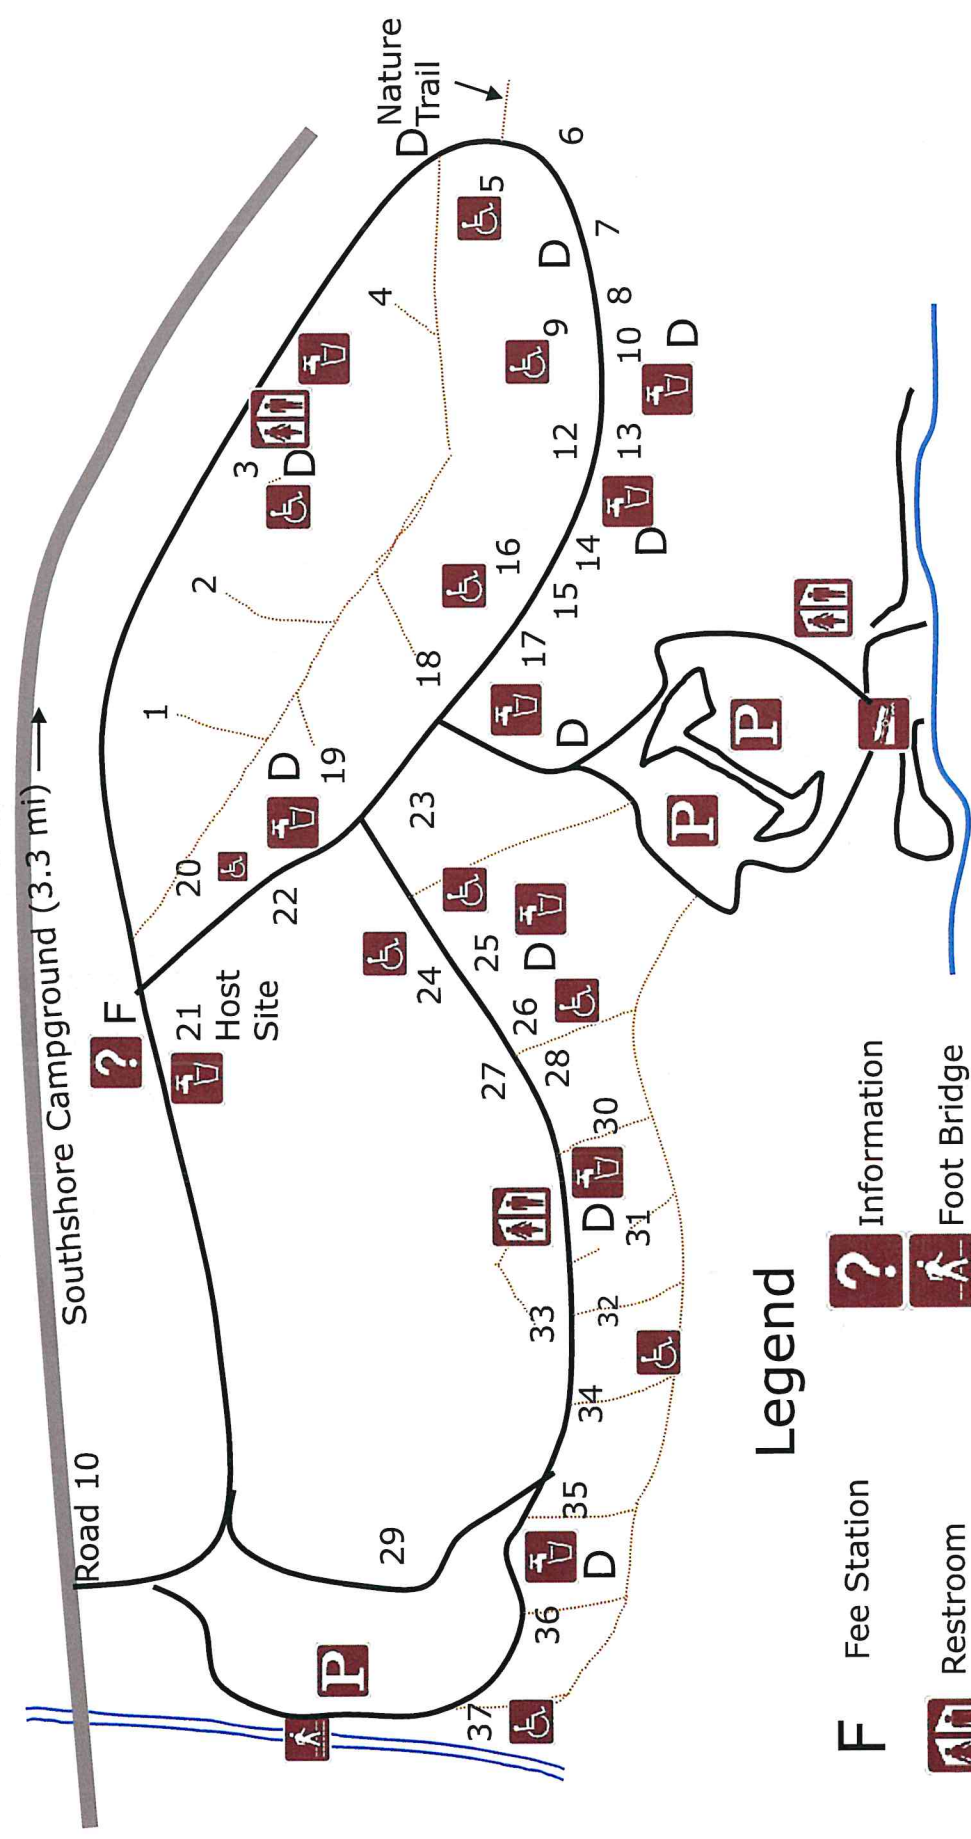 Southshore Campground (3.3 mi)
Road 10
Nature
Trail
D
F
?
21
Host
Site
20
22
1
19
D
2
18
3
D
4
5
6
D
7
8
9
10
D
12
13
14
D
15
16
17
D
23
24
25
D
26
27
28
30
D
31
32
33
34
35
D
36
37
29
P
P
P
Legend
F Fee Station
? Information
Restroom
Foot Bridge